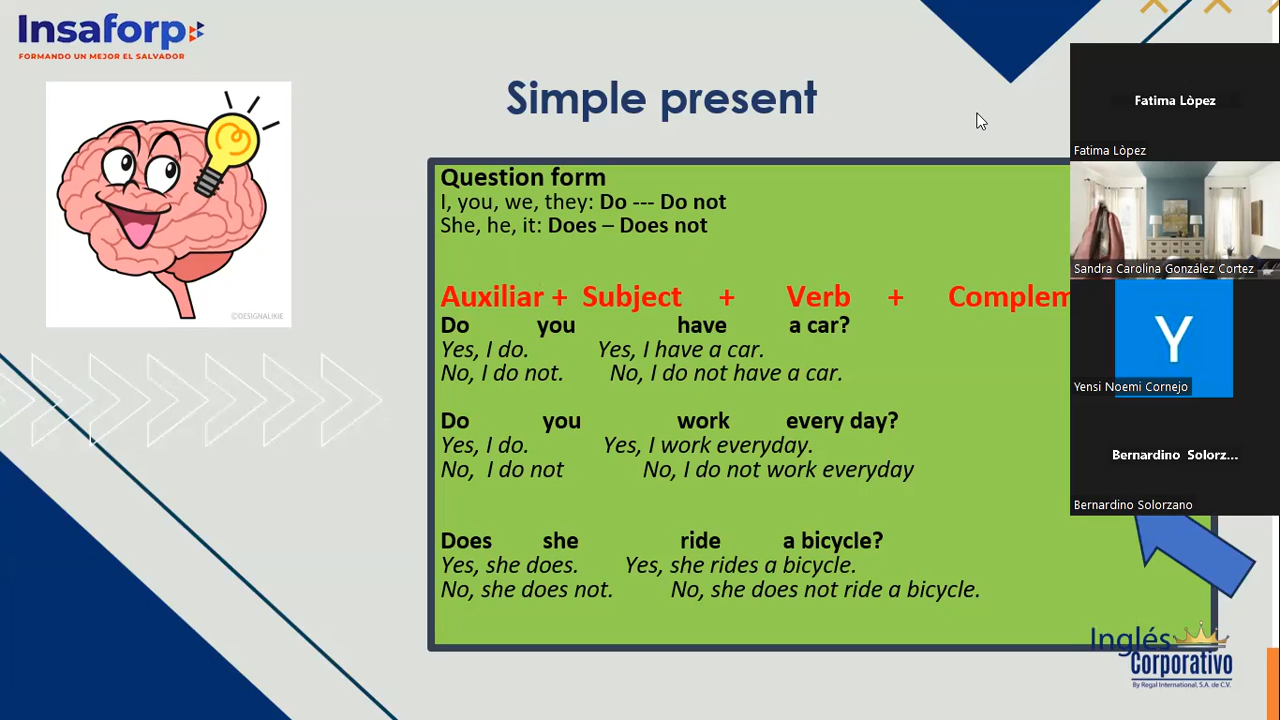 Insaforp
FORMANDO UN MEJOR EL SALVADOR
Simple present
©DESIGNALIKIE
Question form
I, you, we, they: Do --- Do not
She, he, it: Does – Does not
Auxiliar + Subject + Verb + Complem
Do you have a car?
Yes, I do. Yes, I have a car.
No, I do not. No, I do not have a car.
Do you work every day?
Yes, I do. Yes, I work everyday.
No, I do not No, I do not work everyday
Does she ride a bicycle?
Yes, she does. Yes, she rides a bicycle.
No, she does not. No, she does not ride a bicycle.
Fatima Lòpez
Fatima Lòpez
Sandra Carolina González Cortez
Y
Yensi Noemi Cornejo
Bernardino Solorz...
Bernardino Solorzano
Inglés
Corporativo
By Regal International, S.A. de C.V.